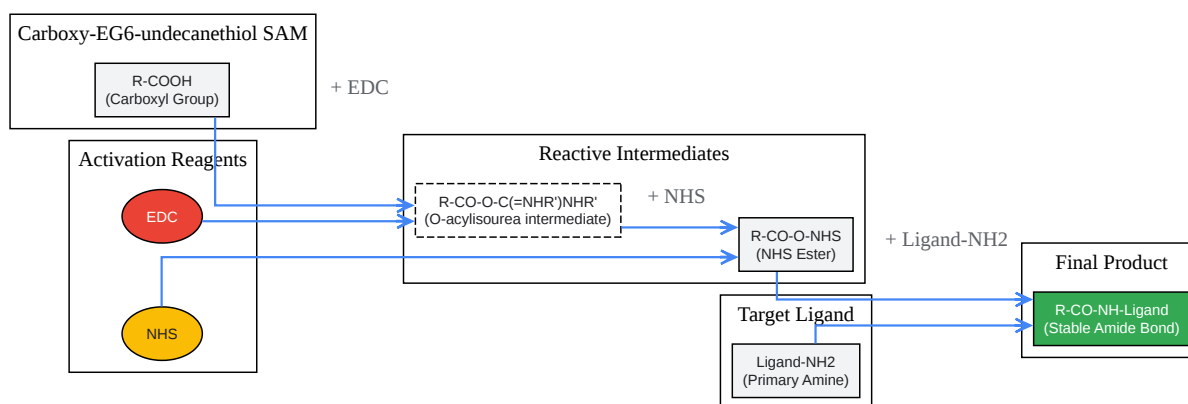 Carboxy-EG6-undecanethiol SAM
R-COOH
(Carboxyl Group)
+ EDC
Activation Reagents
EDC
NHS
Reactive Intermediates
R-CO-O-C(=NHR')NHR'
(O-acylisourea intermediate)
+ NHS
R-CO-O-NHS
(NHS Ester)
+ Ligand-NH2
Target Ligand
Ligand-NH2
(Primary Amine)
Final Product
R-CO-NH-Ligand
(Stable Amide Bond)